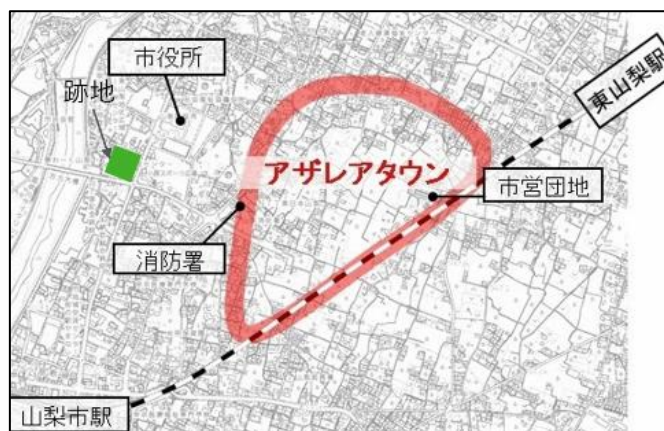 市役所
跡地
東山梨駅
アザレアタウン
市営団地
消防署
山梨市駅